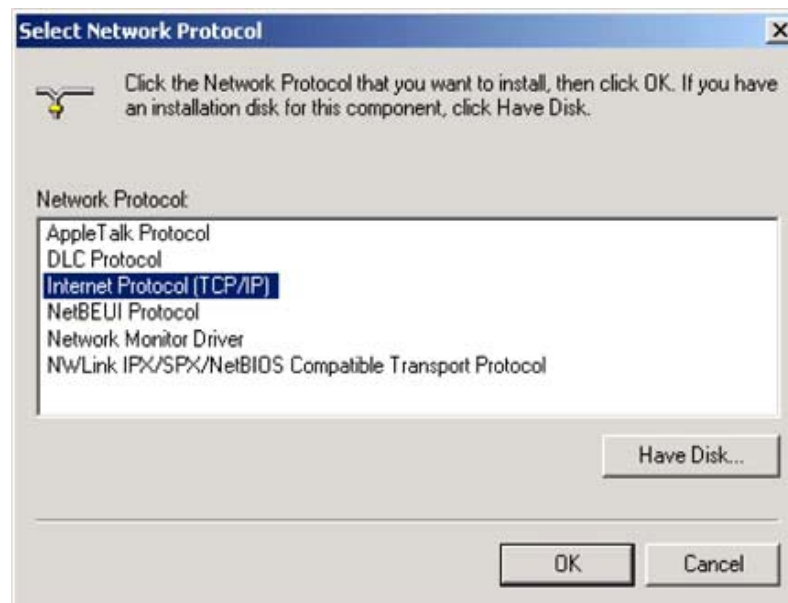 Select Network Protocol
Click the Network Protocol that you want to install, then click OK. If you have
an installation disk for this component, click Have Disk.
Network Protocol:
AppleTalk Protocol
DLC Protocol
Internet Protocol (TCP/IP)
NetBEUI Protocol
Network Monitor Driver
NWLink IPX/SPX/NetBIOS Compatible Transport Protocol
Have Disk...
OK
Cancel